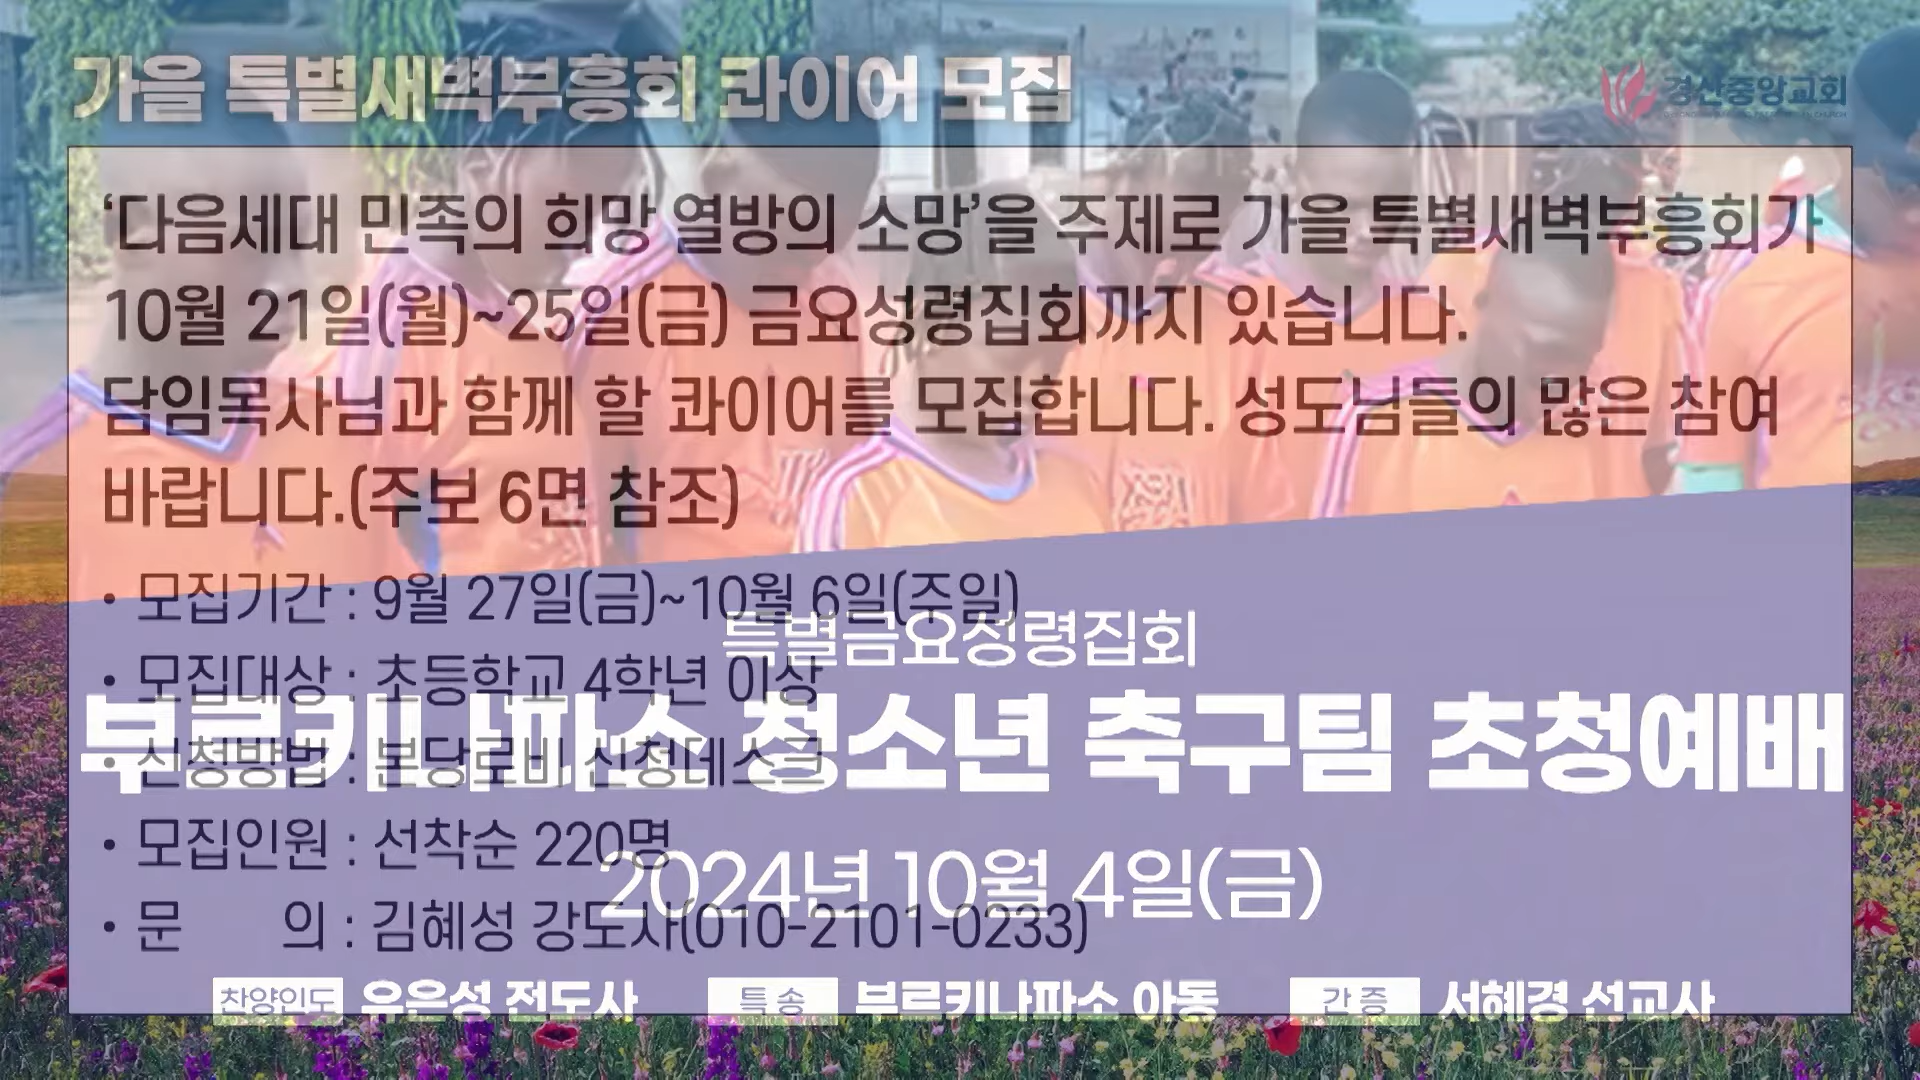 가을 특별새벽부흥회 콰이어 모집
경산중앙교회
‘다음세대 민족의 희망 열방의 소망’을 주제로 가을 특별새벽부흥회가
10월 21일(월)~25일(금) 금요성령집회까지 있습니다.
담임목사님과 함께 할 콰이어를 모집합니다. 성도님들의 많은 참여
바랍니다.(주보 6면 참조)
• 모집기간 : 9월 27일(금)~10월 6일(주일)
특별금요성령집회
• 모집대상 : 초등학교 4학년 이상
부르키나파소 청소년 축구팀 초청예배
• 신청방법 : 본당로비 신청데스크
• 모집인원 : 선착순 220명
2024년 10월 4일(금)
• 문 의 : 김혜성 강도사(010-2101-0233)
찬양인도 유은성 전도사 특송 부르키나파소 아동 간증 서혜경 선교사